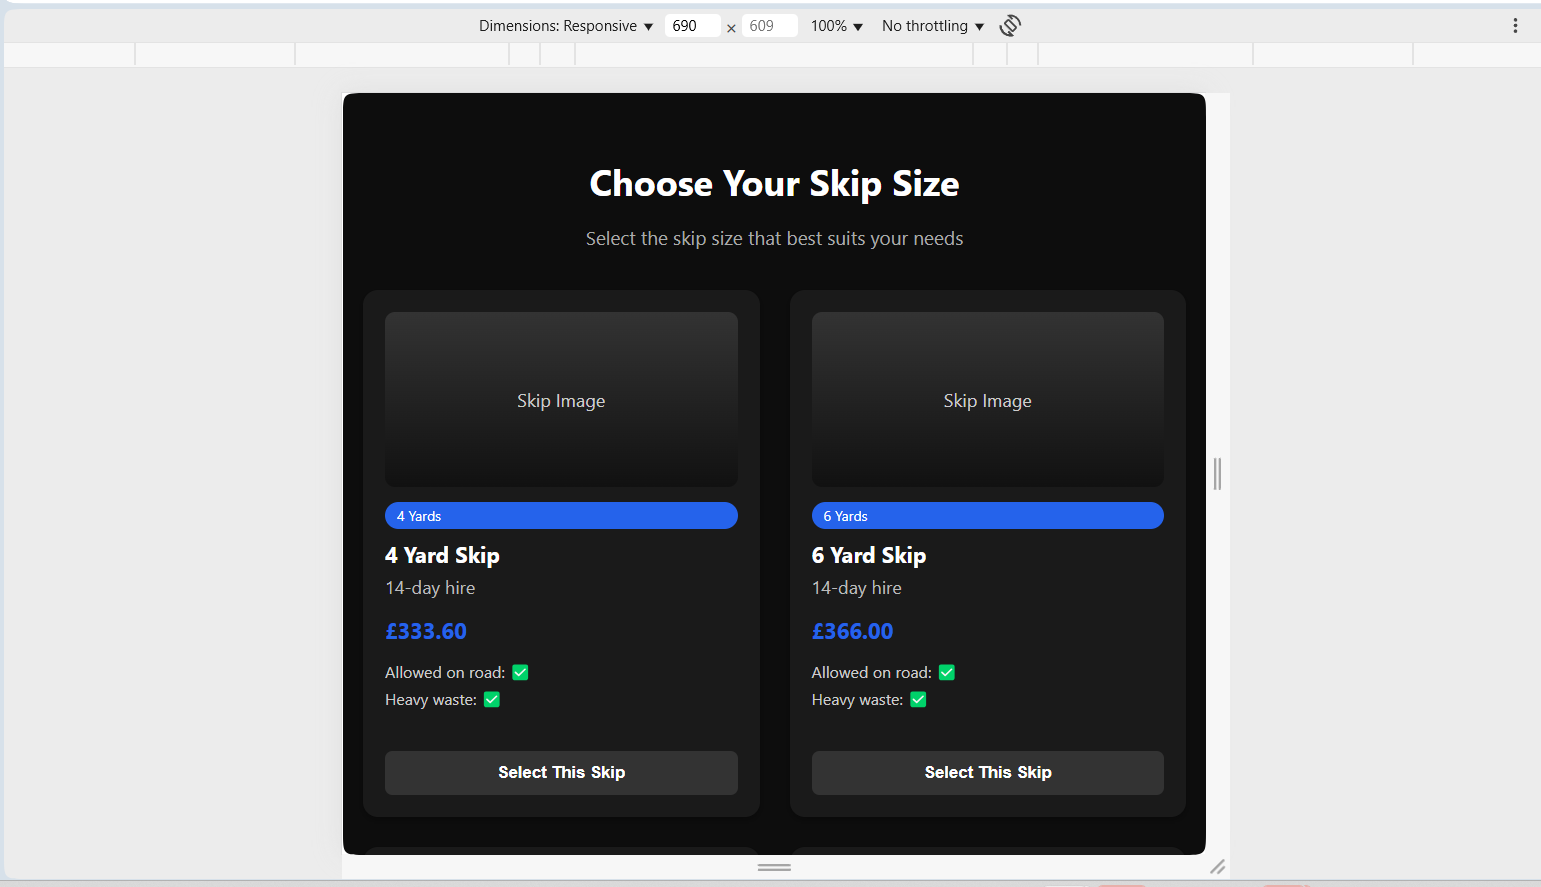 Dimensions: Responsive ▼ 690 × 609 100% ▼ No throttling ▼
Choose Your Skip Size
Select the skip size that best suits your needs
Skip Image
4 Yards
4 Yard Skip
14-day hire
£333.60
Allowed on road: ✅
Heavy waste: ✅
Select This Skip
Skip Image
6 Yards
6 Yard Skip
14-day hire
£366.00
Allowed on road: ✅
Heavy waste: ✅
Select This Skip